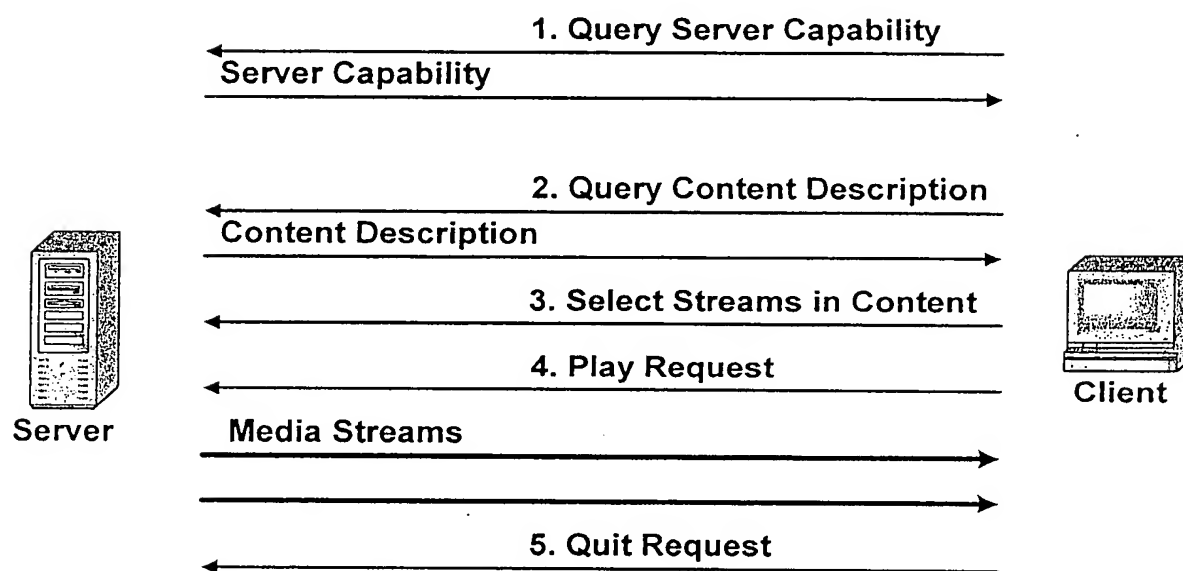 1. Query Server Capability
Server Capability
2. Query Content Description
Content Description
3. Select Streams in Content
4. Play Request
Client
Server
Media Streams
5. Quit Request